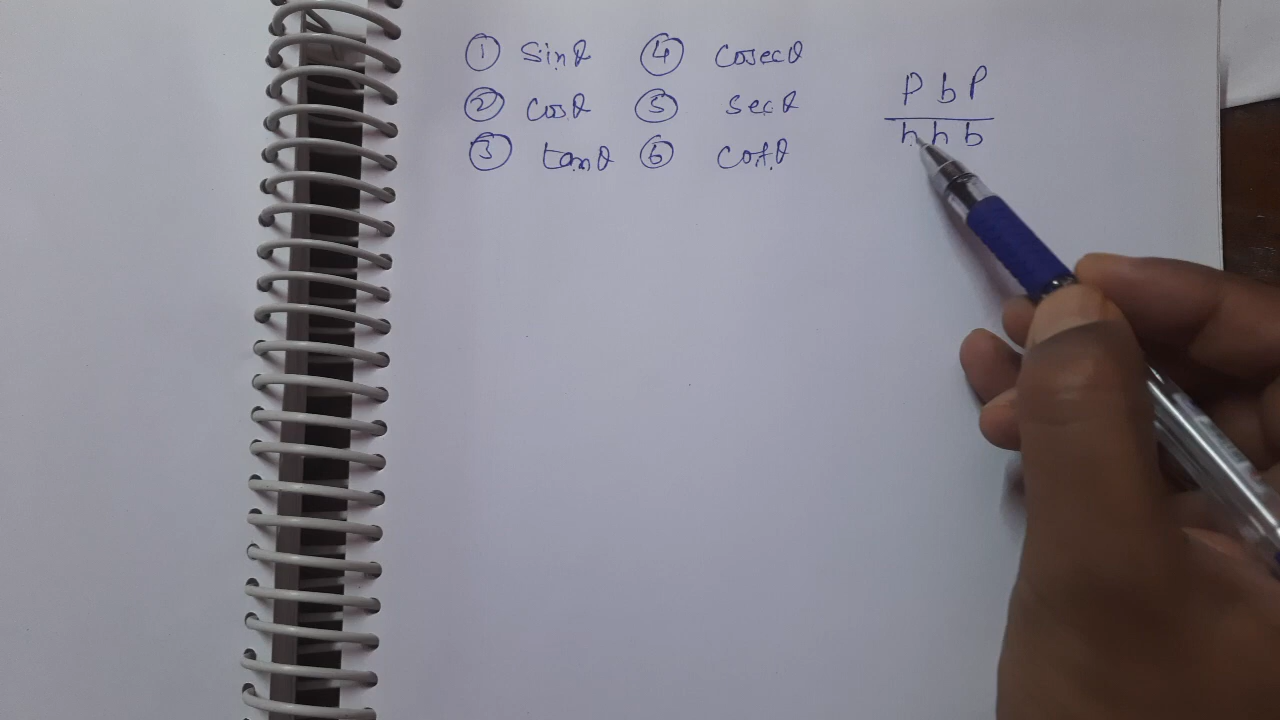 ① sinθ ④ cosecθ
② cosθ ⑤ secθ
③ tanθ ⑥ cotθ
P b P
h h b